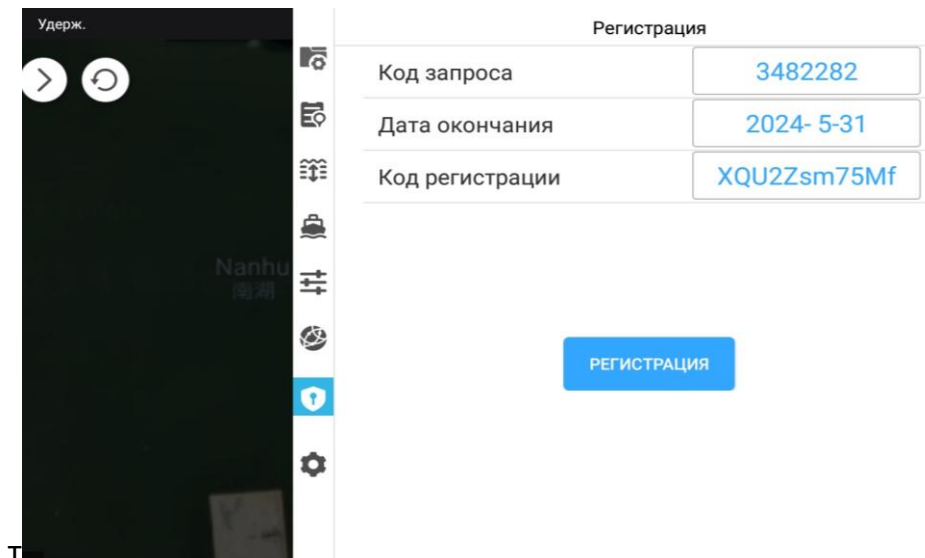 Удерж.
Регистрация
Код запроса
3482282
Дата окончания
2024- 5-31
Код регистрации
XQU2Zsm75Mf
Nanhu
南湖
РЕГИСТРАЦИЯ
Т